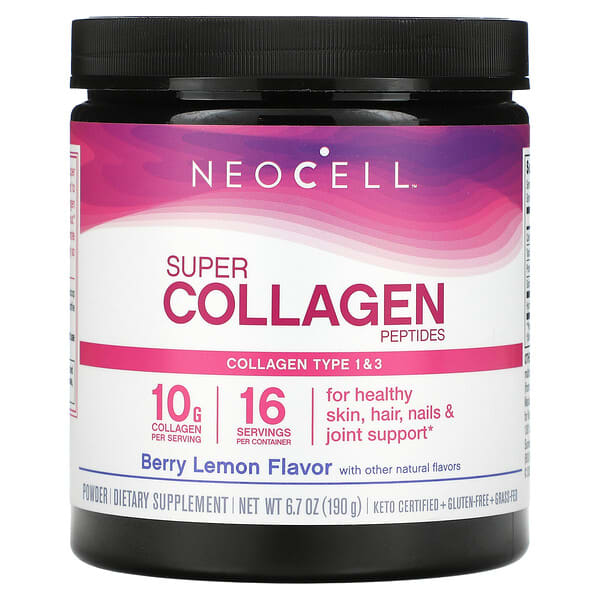 NEOCELL™
SUPER
COLLAGEN
PEPTIDES
COLLAGEN TYPE 1&3
10G
COLLAGEN
PER SERVING
16
SERVINGS
PER CONTAINER
for healthy
skin, hair, nails &
joint support*
Berry Lemon Flavor with other natural flavors
POWDER | DIETARY SUPPLEMENT | NET WT 6.7 OZ (190 g) | KETO CERTIFIED + GLUTEN-FREE + GRASS-FED